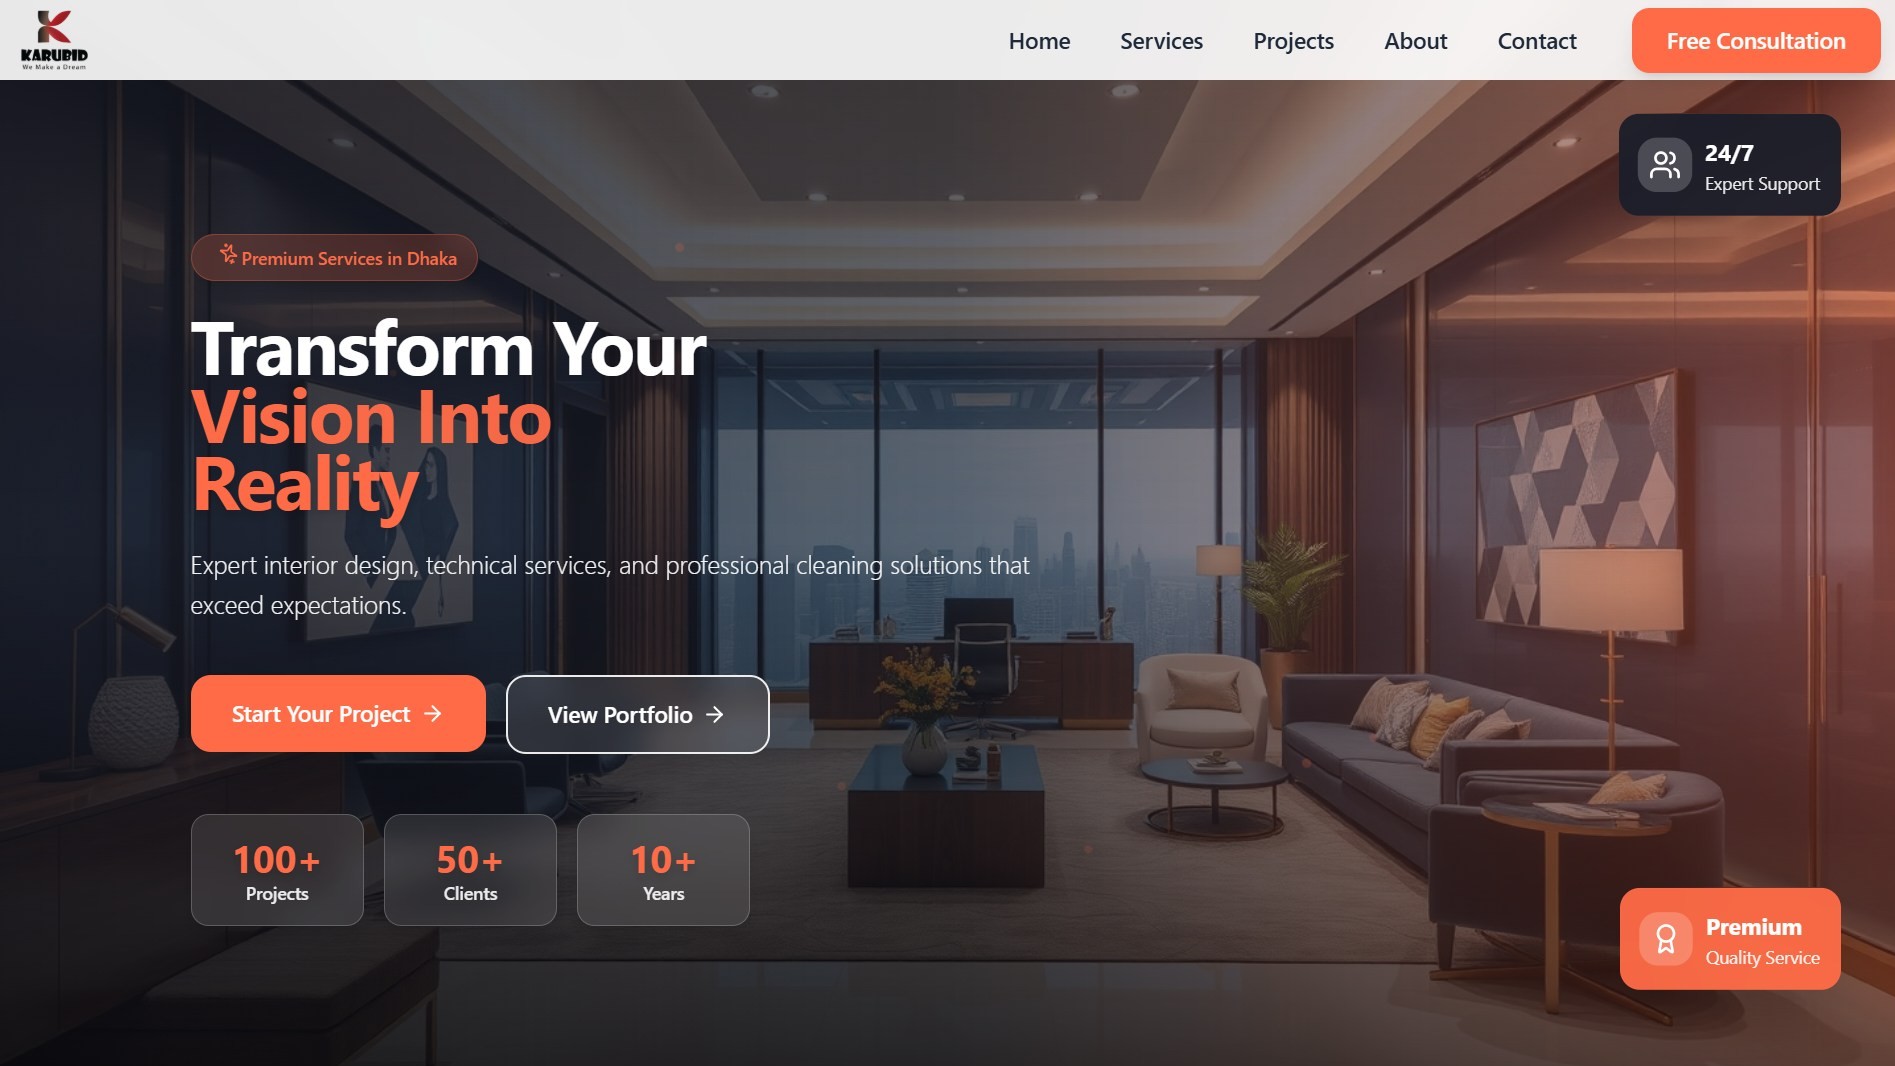 KARUBID
We Make a Dream
Home Services Projects About Contact Free Consultation
24/7
Expert Support
Premium Services in Dhaka
Transform Your
Vision Into
Reality
Expert interior design, technical services, and professional cleaning solutions that
exceed expectations.
Start Your Project → View Portfolio →
100+ 50+ 10+
Projects Clients Years
Premium
Quality Service